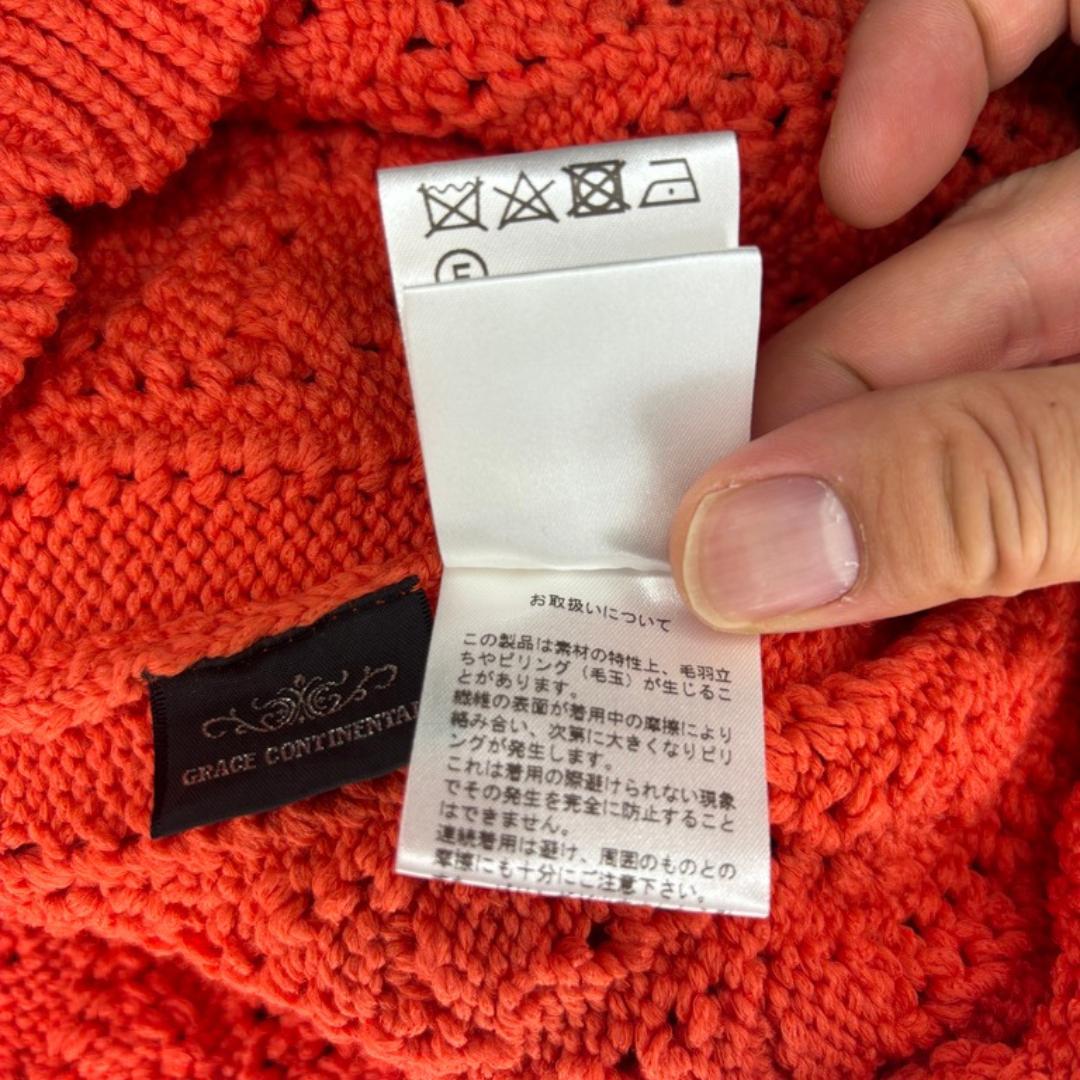 F
お取扱いについて
この製品は素材の特性上、毛羽立
ちやピリング（毛玉）が生じるこ
とがあります。
繊維の表面が着用中の摩擦により
絡み合い、次第に大きくなりピリ
ングが発生します。
これは着用の際避けられない現象
でその発生を完全に防止すること
はできません。
連続着用は避け、周囲のものとの
摩擦にも十分にご注意下さい。
GRACE CONTINENTAL